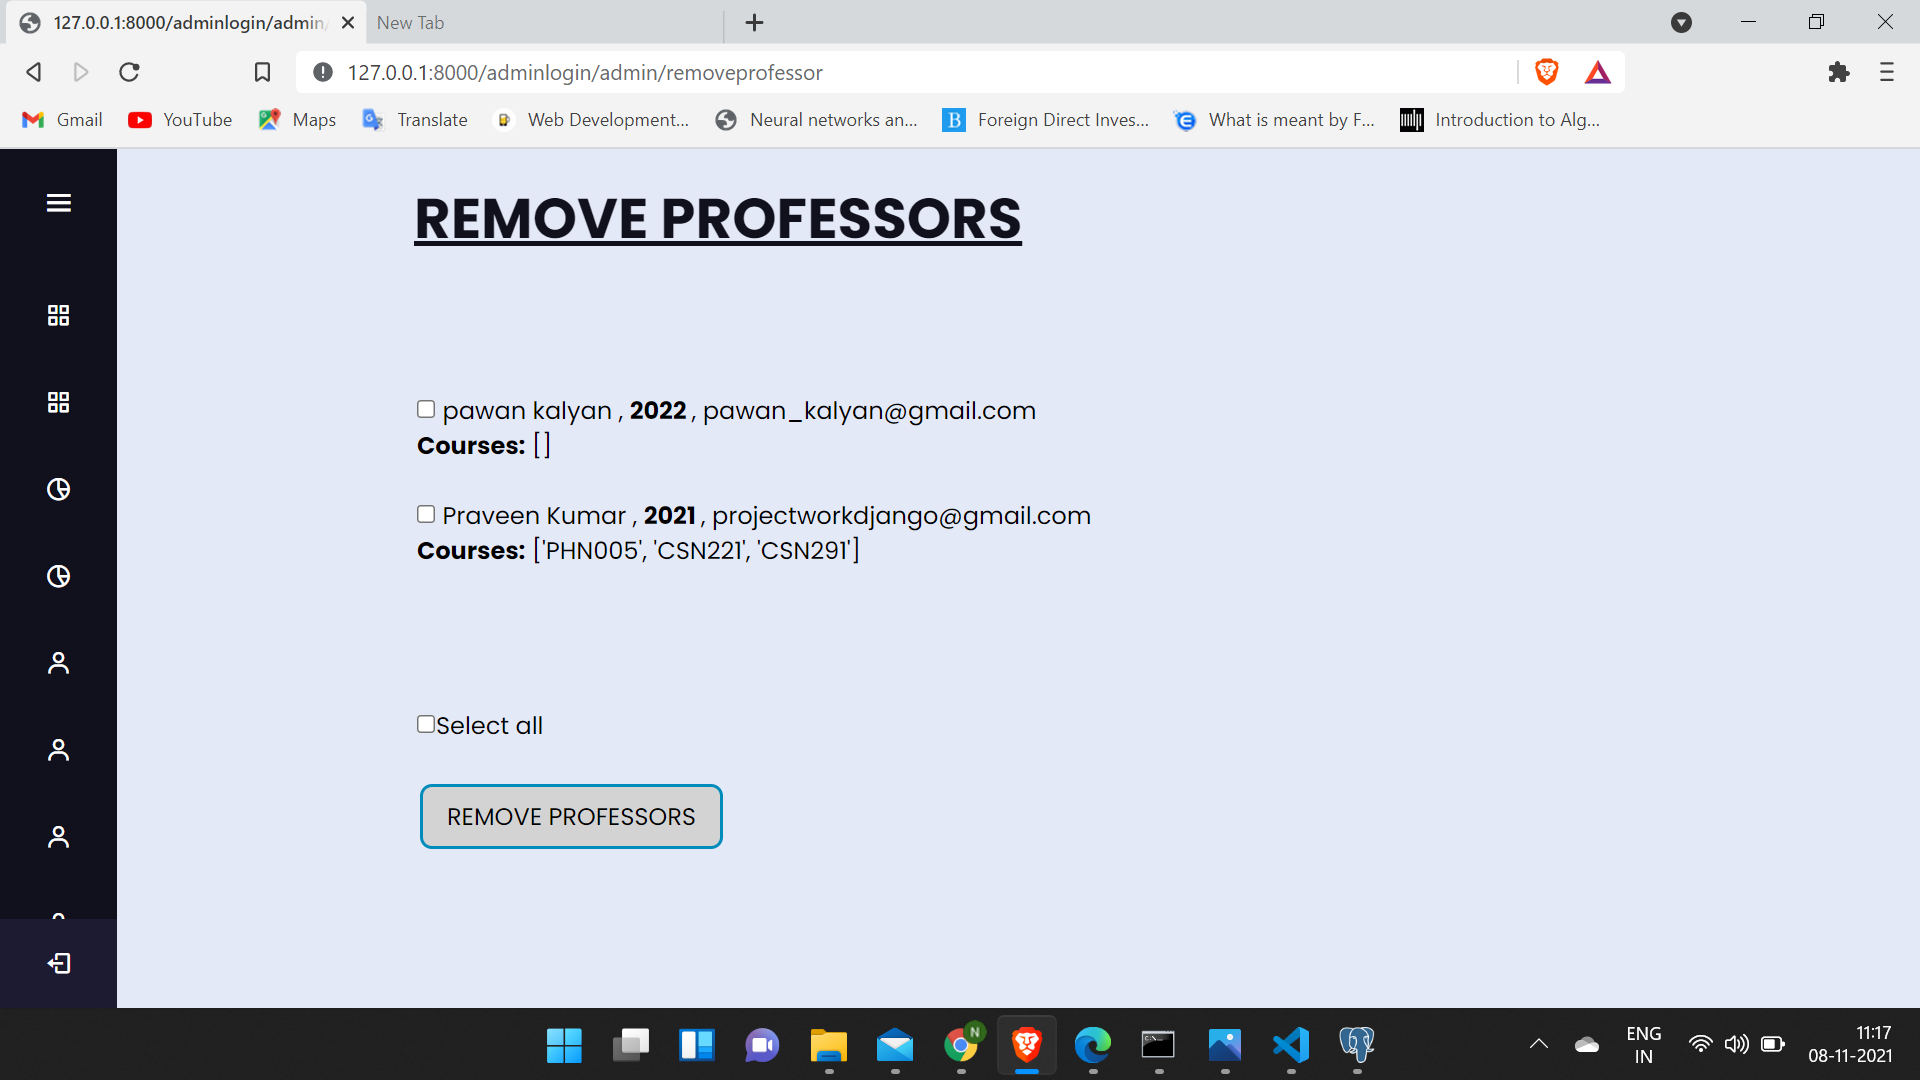 127.0.0.1:8000/adminlogin/admin/
New Tab
127.0.0.1:8000/adminlogin/admin/removeprofessor
Gmail
YouTube
Maps
Translate
Web Development...
Neural networks an...
B
Foreign Direct Inves...
What is meant by F...
Introduction to Alg...
REMOVE PROFESSORS
pawan kalyan , 2022 , pawan_kalyan@gmail.com
Courses: []
Praveen Kumar , 2021 , projectworkdjango@gmail.com
Courses: ['PHN005', 'CSN221', 'CSN291']
Select all
REMOVE PROFESSORS
N
ENG
IN
11:17
08-11-2021